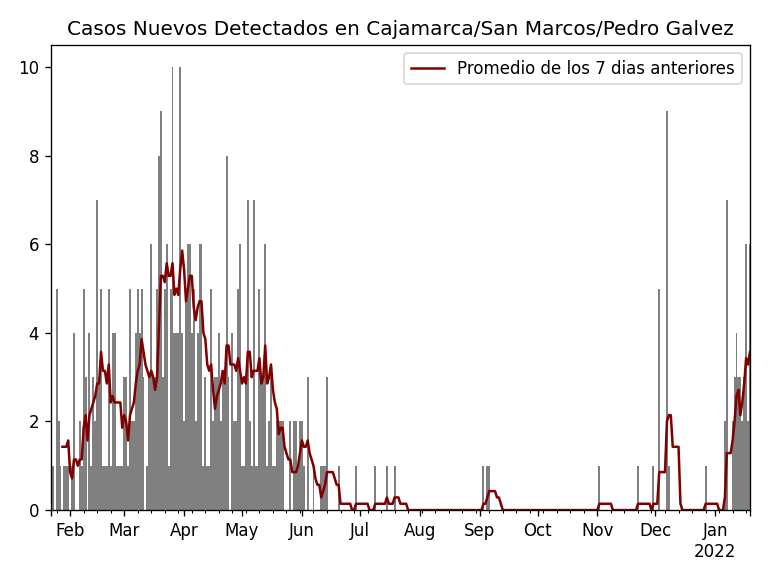 Casos Nuevos Detectados en Cajamarca/San Marcos/Pedro Galvez
Promedio de los 7 dias anteriores
10
8
6
4
2
0
Feb Mar Apr May Jun Jul Aug Sep Oct Nov Dec Jan
2022